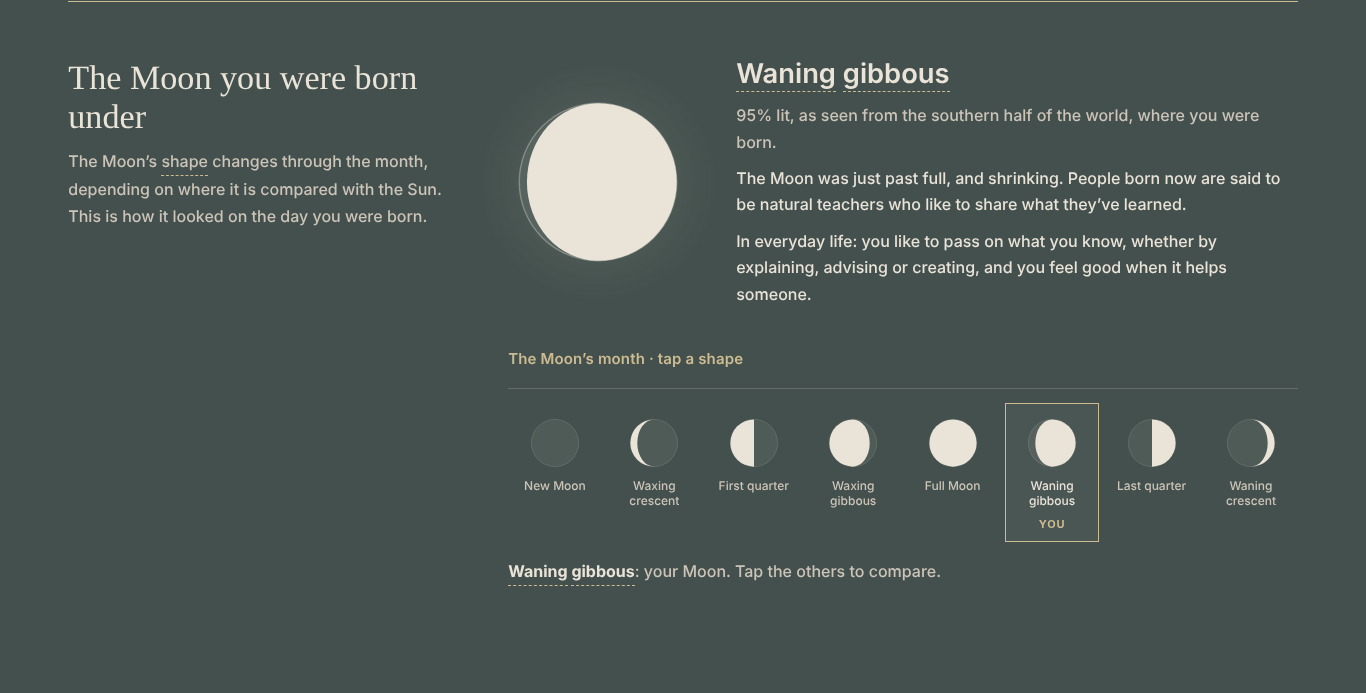 The Moon you were born
under
The Moon’s shape changes through the month,
depending on where it is compared with the Sun.
This is how it looked on the day you were born.
Waning gibbous
95% lit, as seen from the southern half of the world, where you were
born.
The Moon was just past full, and shrinking. People born now are said to
be natural teachers who like to share what they’ve learned.
In everyday life: you like to pass on what you know, whether by
explaining, advising or creating, and you feel good when it helps
someone.
The Moon’s month · tap a shape
New Moon
Waxing
crescent
First quarter
Waxing
gibbous
Full Moon
Waning
gibbous
YOU
Last quarter
Waning
crescent
Waning gibbous: your Moon. Tap the others to compare.